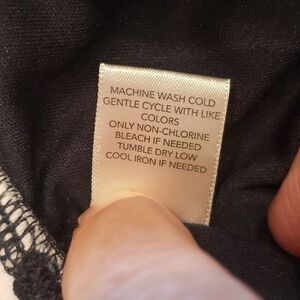 MACHINE WASH COLD
GENTLE CYCLE WITH LIKE
COLORS
ONLY NON-CHLORINE
BLEACH IF NEEDED
TUMBLE DRY LOW
COOL IRON IF NEEDED